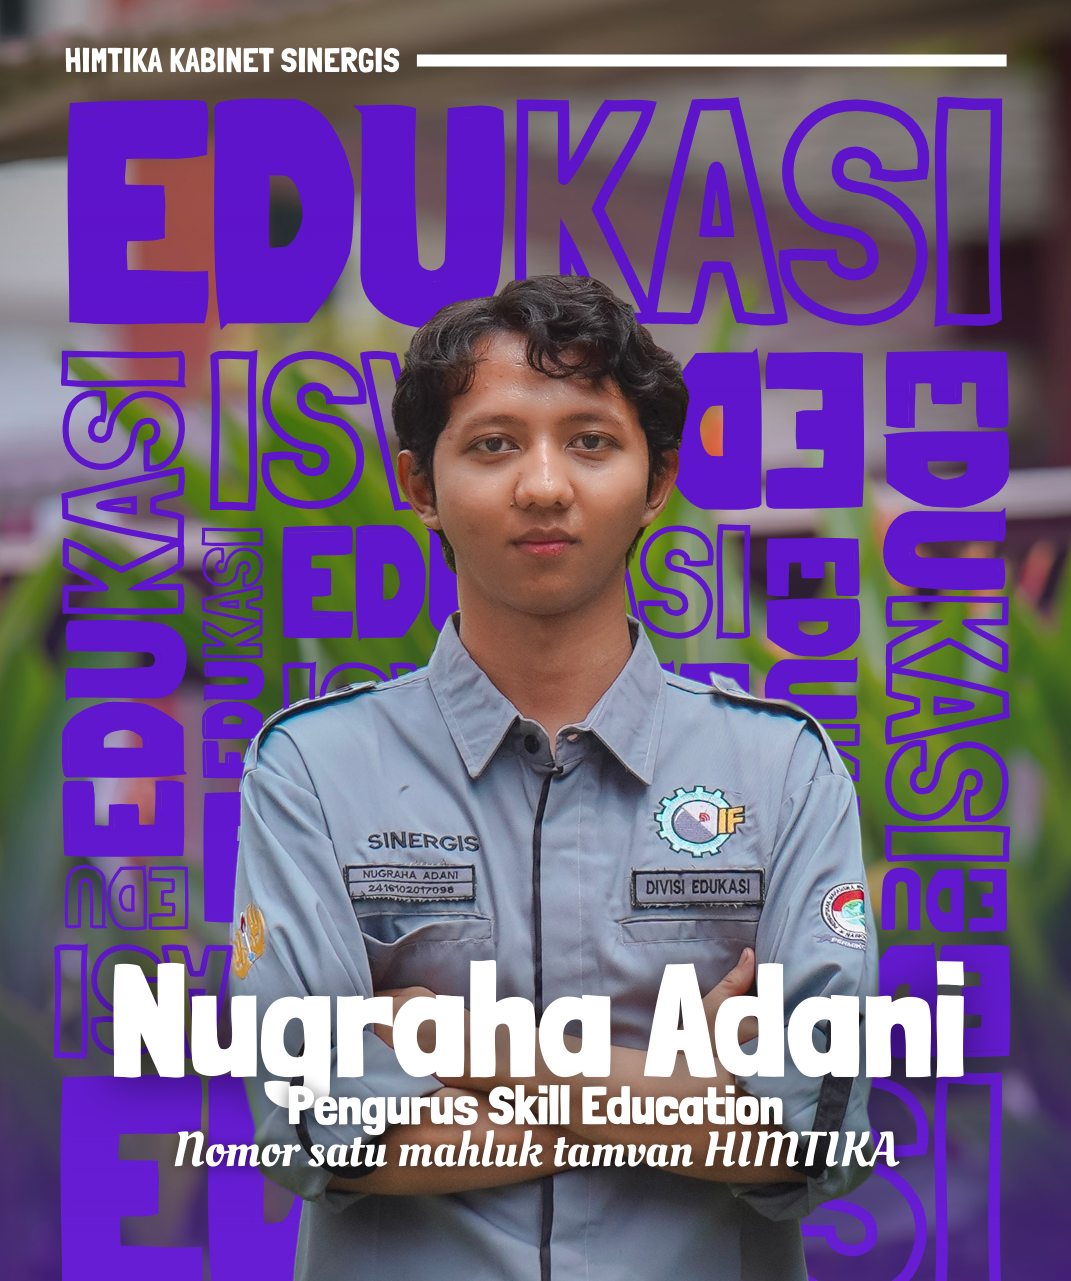 HIMTIKA KABINET SINERGIS
EDUKASI
EDUKASI
EDUKASI
EDUKASI
EDUKASI
SINERGIS
NUGRAHA ADANI
2416102017098
IF
DIVISI EDUKASI
Nugraha Adani
Pengurus Skill Education
Nomor satu mahluk tamvan HIMTIKA